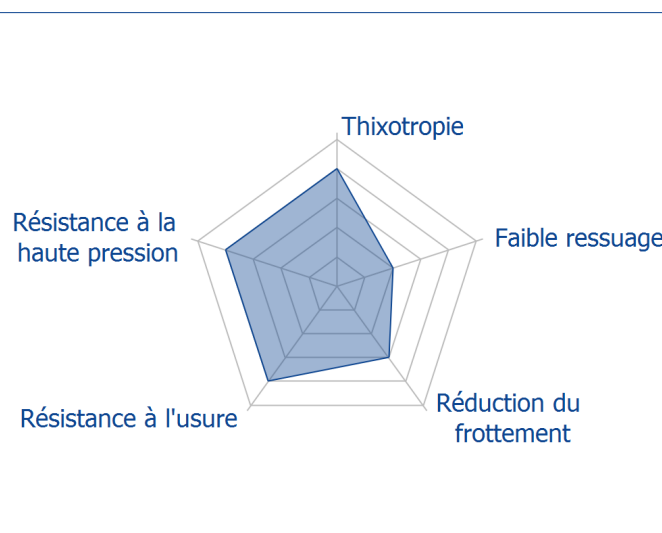 Thixotropie
Résistance à la
haute pression
Faible ressuage
Réduction du
frottement
Résistance à l'usure